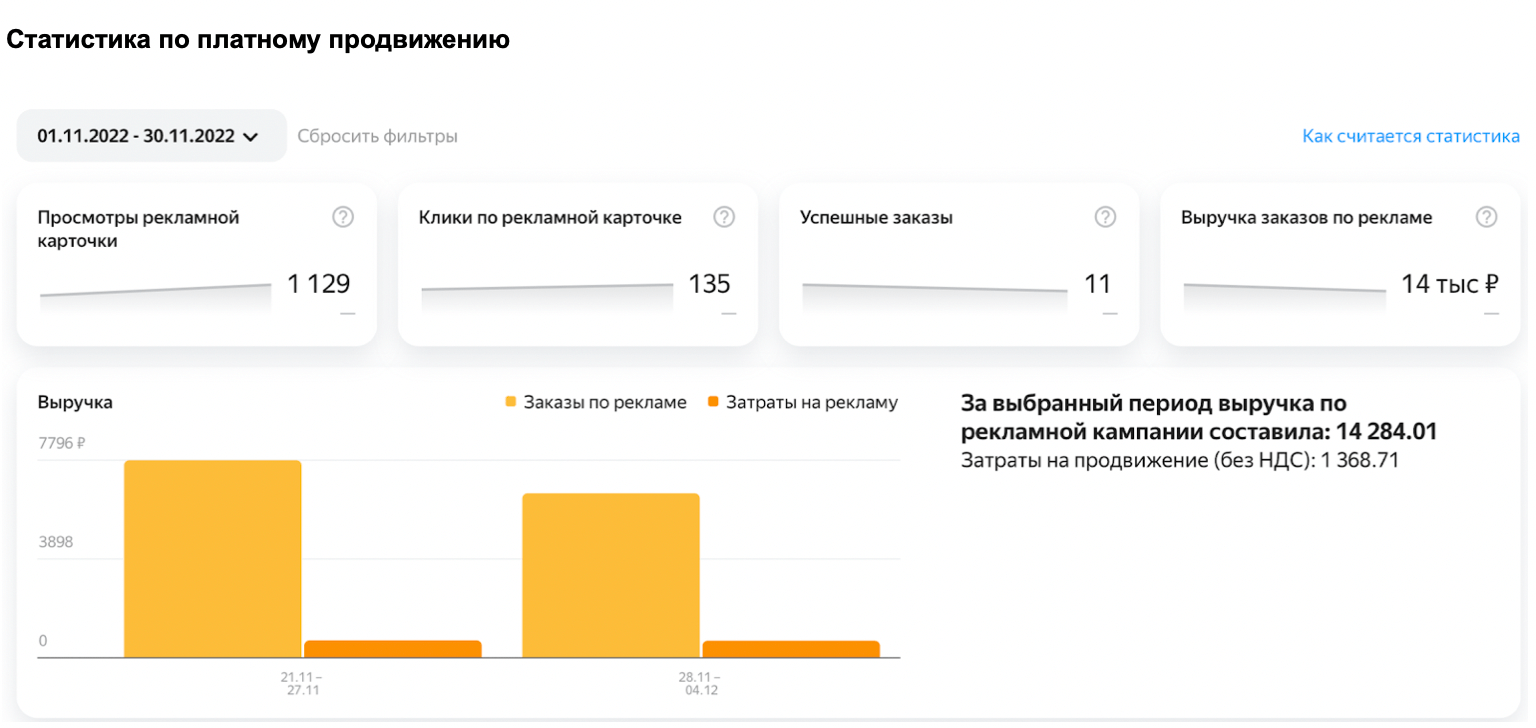 Статистика по платному продвижению
01.11.2022 - 30.11.2022 Сбросить фильтры Как считается статистика
Просмотры рекламной
карточки
1 129
—
Клики по рекламной карточке
135
—
Успешные заказы
11
—
Выручка заказов по рекламе
14 тыс ₽
—
Выручка
Заказы по рекламе Затраты на рекламу
7796 ₽
3898
0
21.11 –
27.11
28.11 –
04.12
За выбранный период выручка по
рекламной кампании составила: 14 284.01
Затраты на продвижение (без НДС): 1 368.71